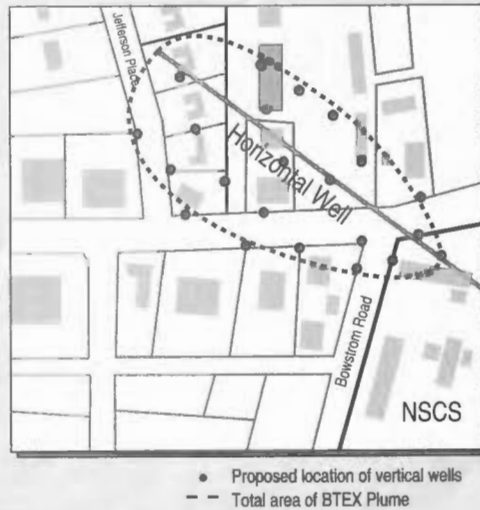 Jefferson Place
Horizontal Well
Bowstrom Road
NSCS
Proposed location of vertical wells
Total area of BTEX Plume